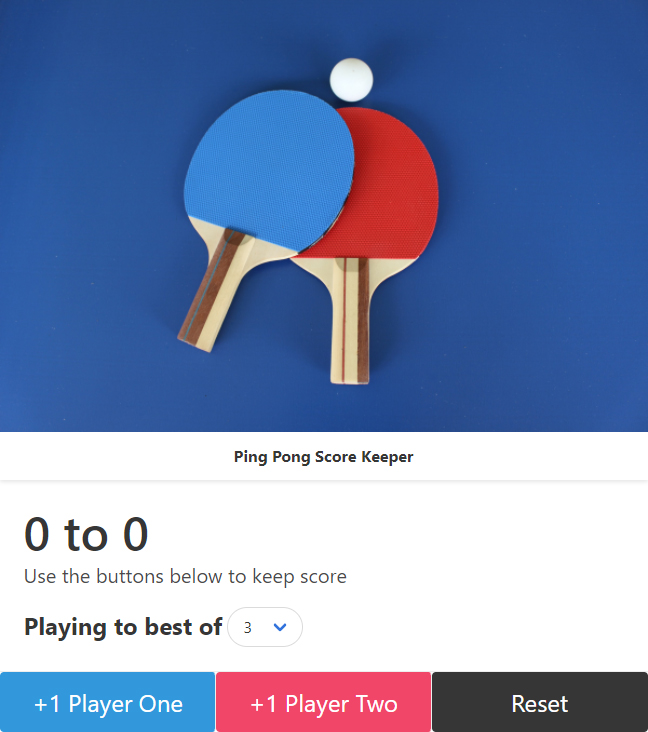 Ping Pong Score Keeper
0 to 0
Use the buttons below to keep score
Playing to best of 3
+1 Player One +1 Player Two Reset